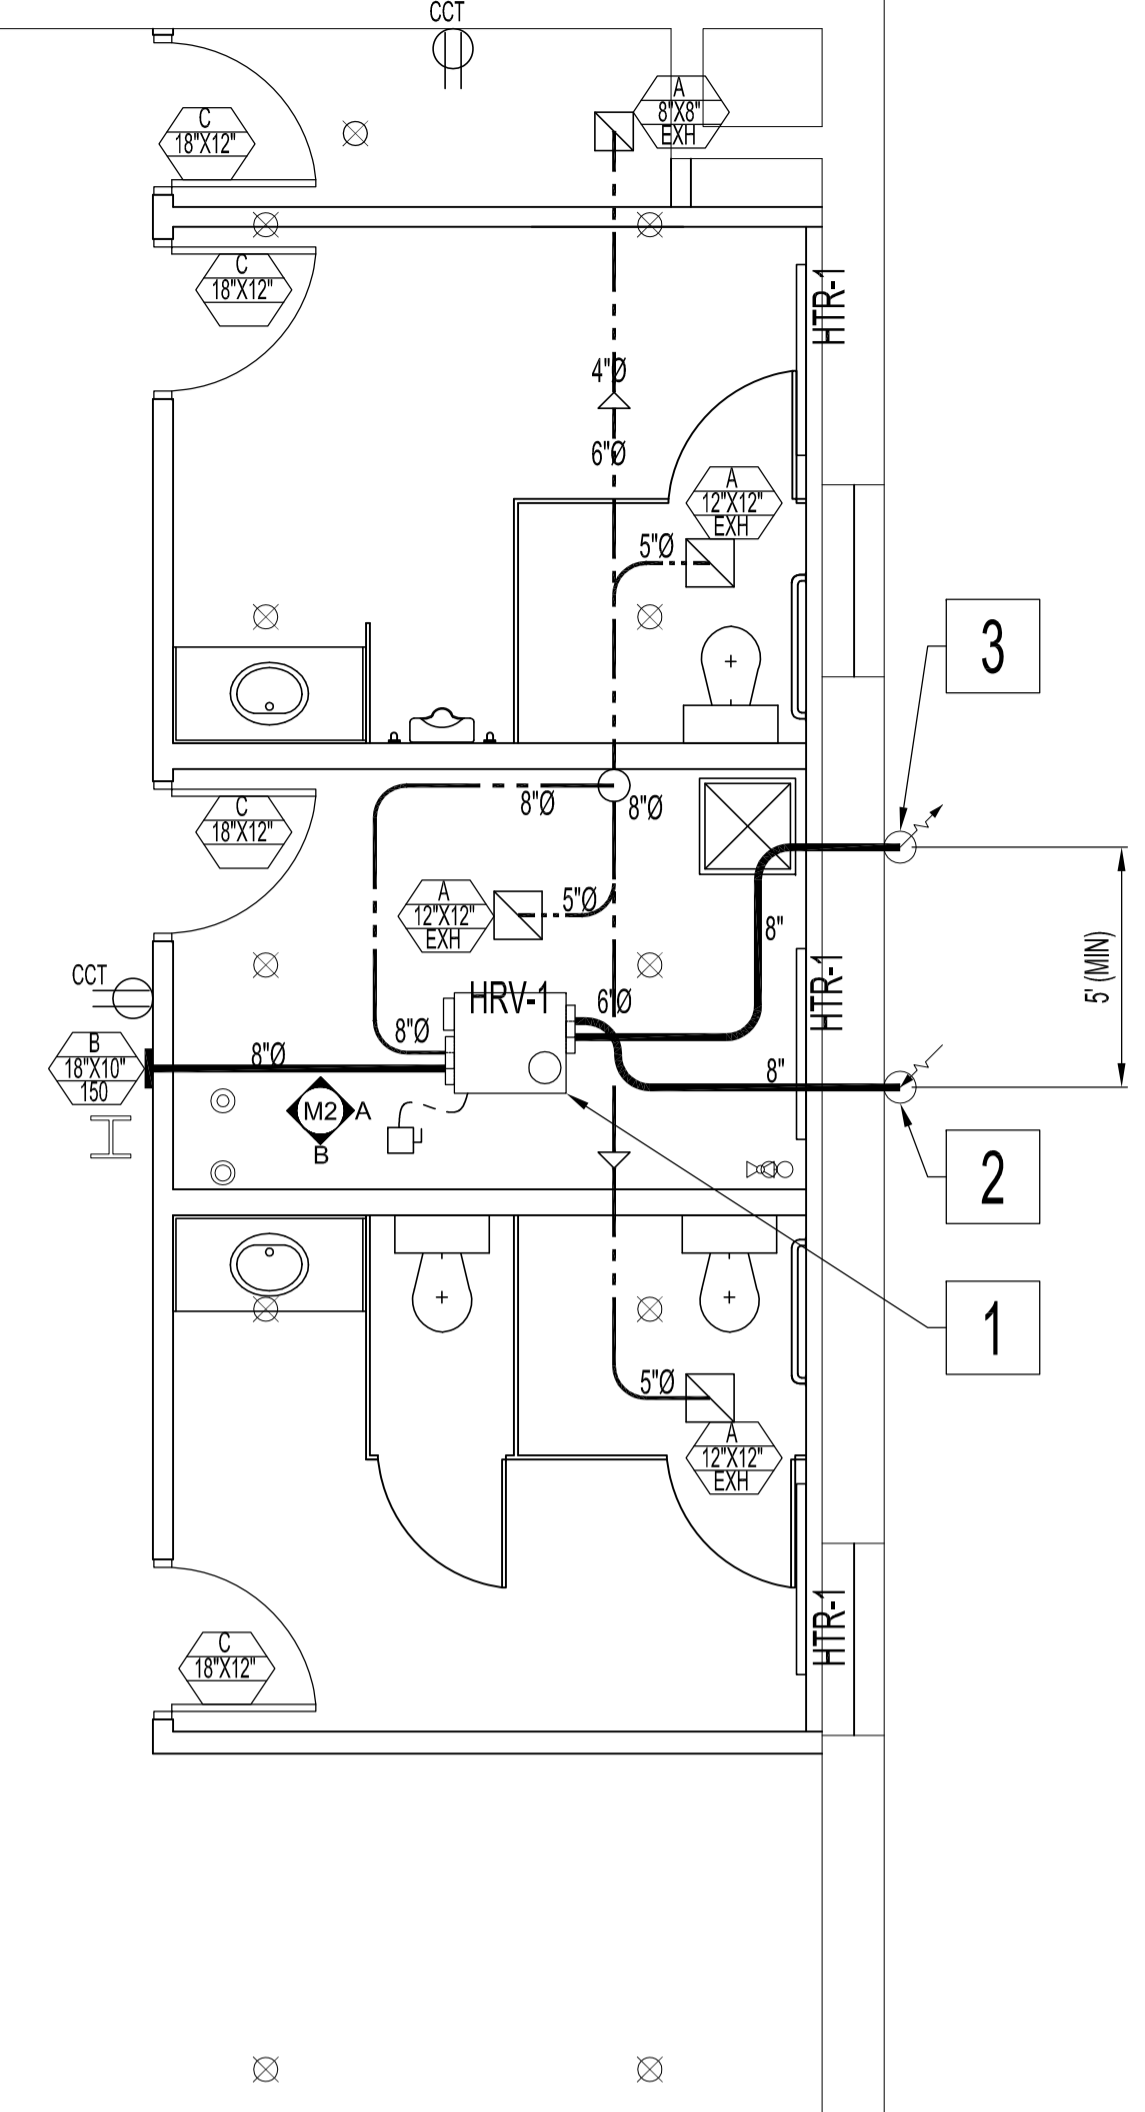 CCT
A
8"X8"
EXH
C
18"X12"
C
18"X12"
HTR-1
4"Ø
6"Ø
A
12"X12"
EXH
5"Ø
3
C
18"X12"
8"Ø
8"Ø
A
12"X12"
EXH
5"Ø
8"
5' (MIN)
CCT
HRV-1
6"Ø
HTR-1
8"Ø
B
18"X10"
150
8"Ø
8"
M2
A
B
2
1
5"Ø
A
12"X12"
EXH
HTR-1
C
18"X12"